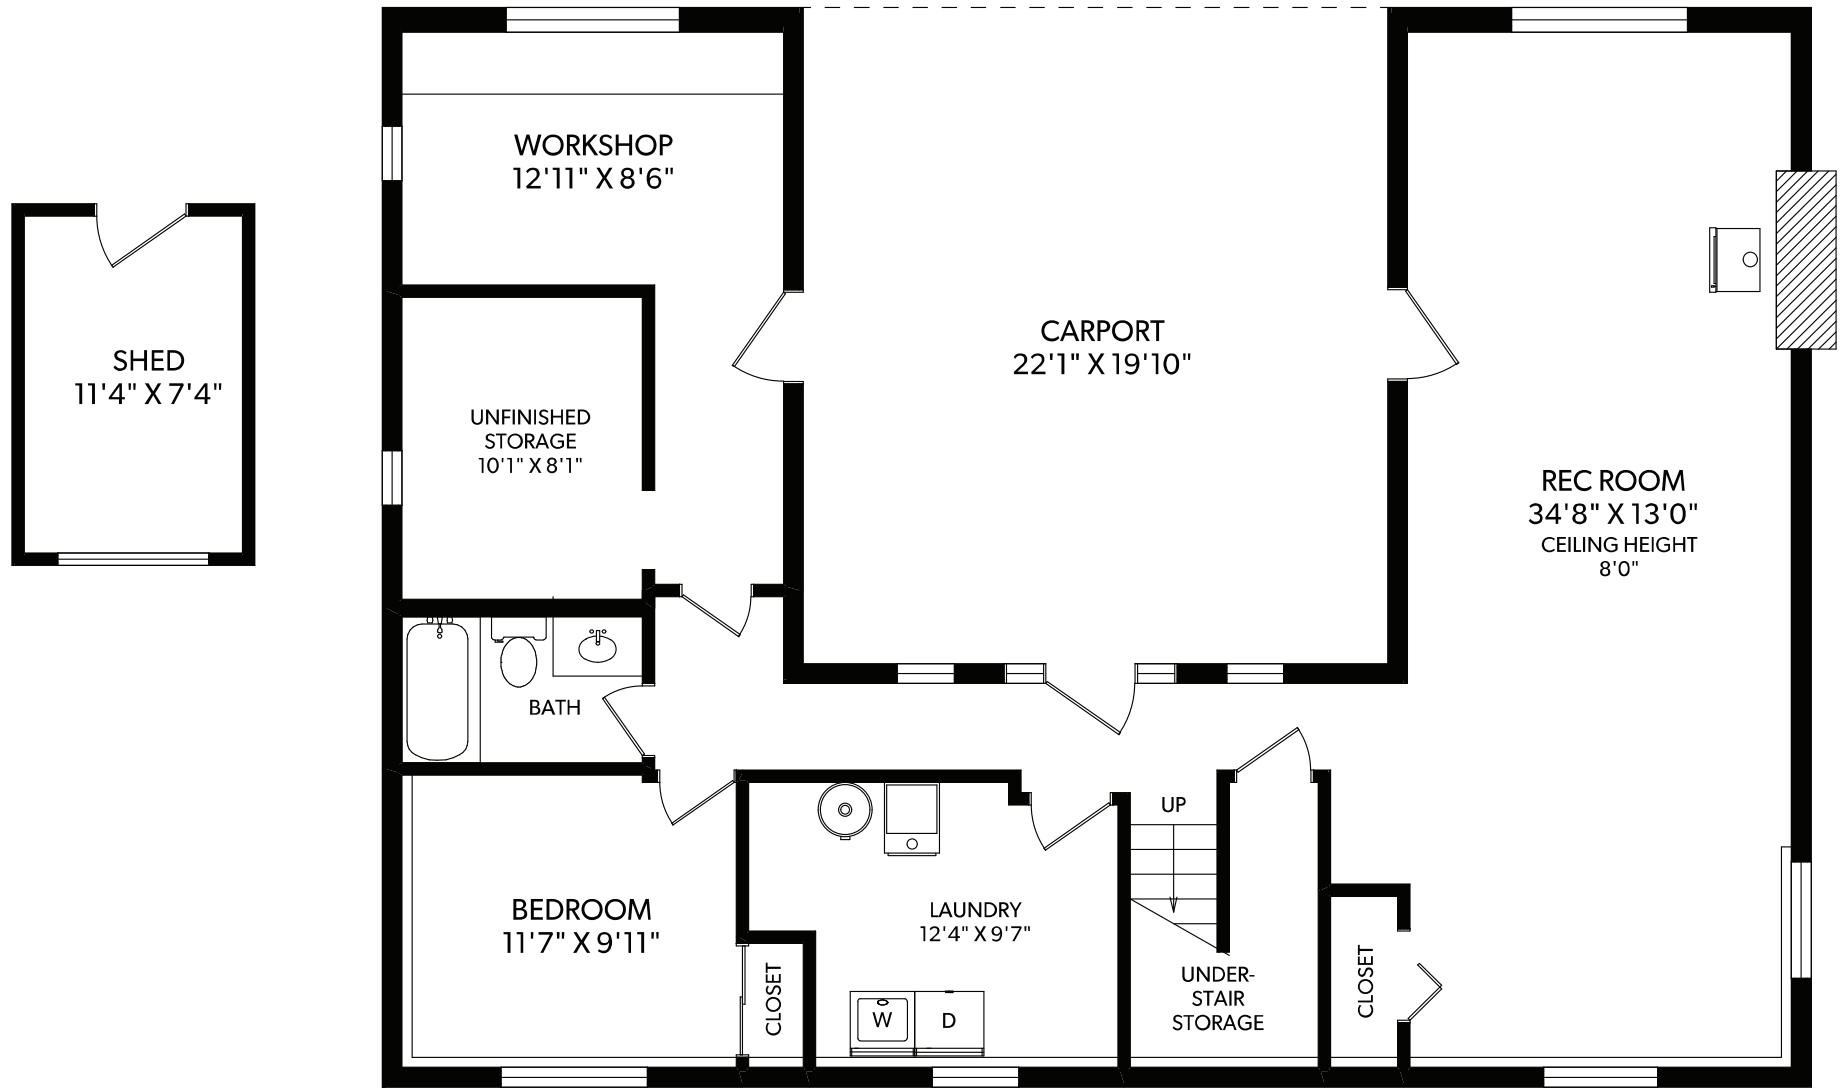 WORKSHOP
12'11" X 8'6"
SHED
11'4" X 7'4"
CARPORT
22'1" X 19'10"
UNFINISHED
STORAGE
10'1" X 8'1"
REC ROOM
34'8" X 13'0"
CEILING HEIGHT
8'0"
BATH
UP
BEDROOM
11'7" X 9'11"
LAUNDRY
12'4" X 9'7"
CLOSET
W
D
UNDER-
STAIR
STORAGE
CLOSET